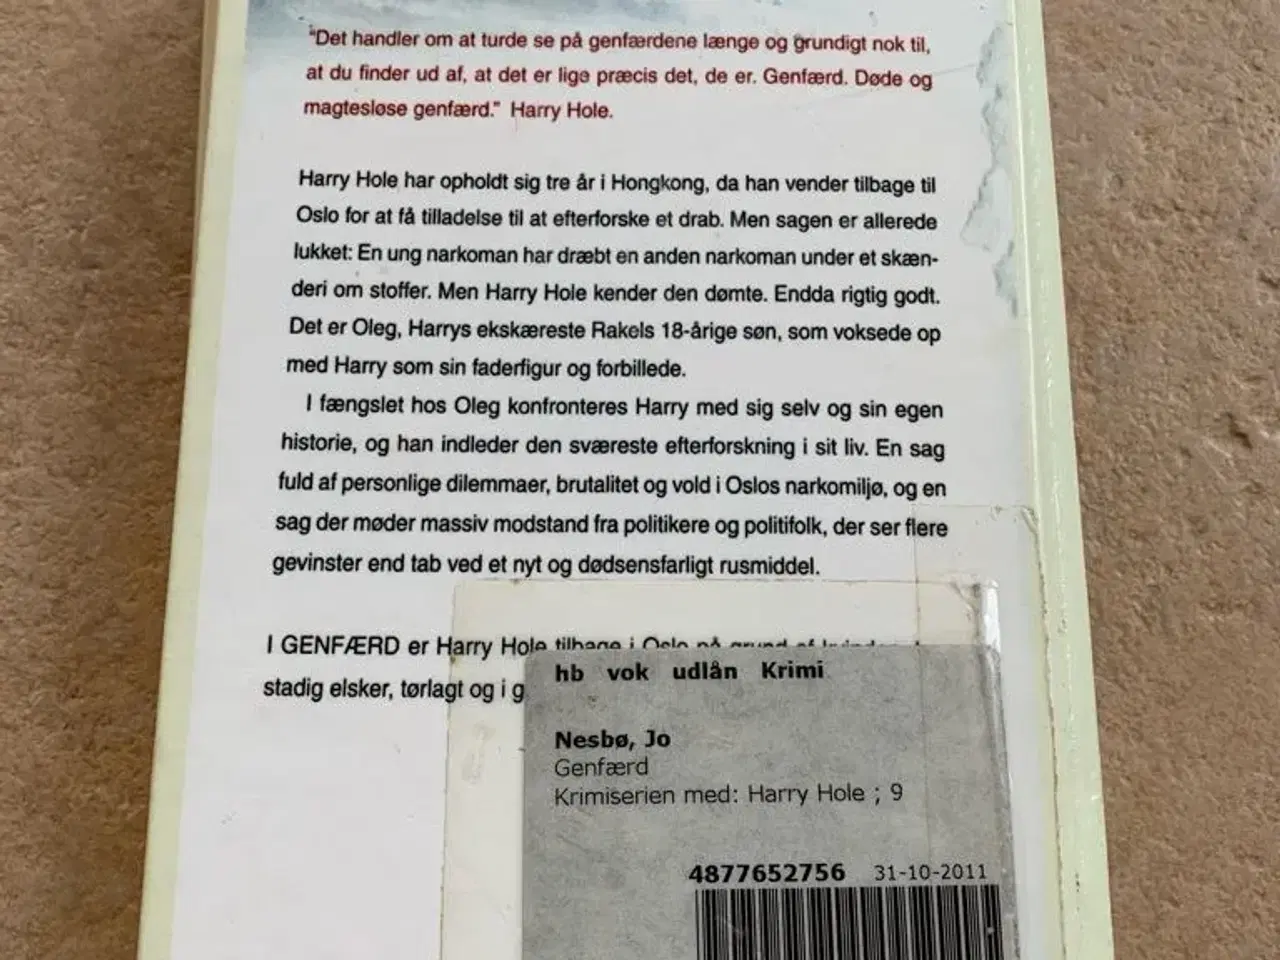 "Det handler om at turde se på genfærdene længe og grundigt nok til,
at du finder ud af, at det er lige præcis det, de er. Genfærd. Døde og
magtesløse genfærd." Harry Hole.
Harry Hole har opholdt sig tre år i Hongkong, da han vender tilbage til
Oslo for at få tilladelse til at efterforske et drab. Men sagen er allerede
lukket: En ung narkoman har dræbt en anden narkoman under et skæn-
deri om stoffer. Men Harry Hole kender den dømte. Endda rigtig godt.
Det er Oleg, Harrys ekskæreste Rakels 18-årige søn, som voksede op
med Harry som sin faderfigur og forbillede.
I fængslet hos Oleg konfronteres Harry med sig selv og sin egen
historie, og han indleder den sværeste efterforskning i sit liv. En sag
fuld af personlige dilemmaer, brutalitet og vold i Oslos narkomiljø, og en
sag der møder massiv modstand fra politikere og politifolk, der ser flere
gevinster end tab ved et nyt og dødsensfarligt rusmiddel.
I GENFÆRD er Harry Hole tilbage i Oslo på grund af
stadig elsker, tørlagt og i g
hb vok udlån Krimi
Nesbø, Jo
Genfærd
Krimiserien med: Harry Hole ; 9
4877652756 31-10-2011